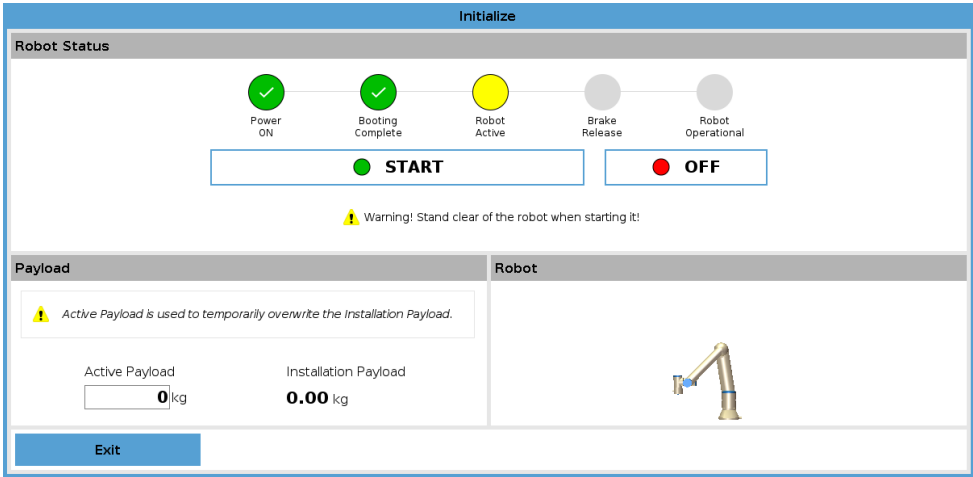 Initialize
Robot Status
Power
ON
Booting
Complete
Robot
Active
Brake
Release
Robot
Operational
START
OFF
Warning! Stand clear of the robot when starting it!
Payload
Robot
Active Payload is used to temporarily overwrite the Installation Payload.
Active Payload
Installation Payload
0 kg
0.00 kg
Exit